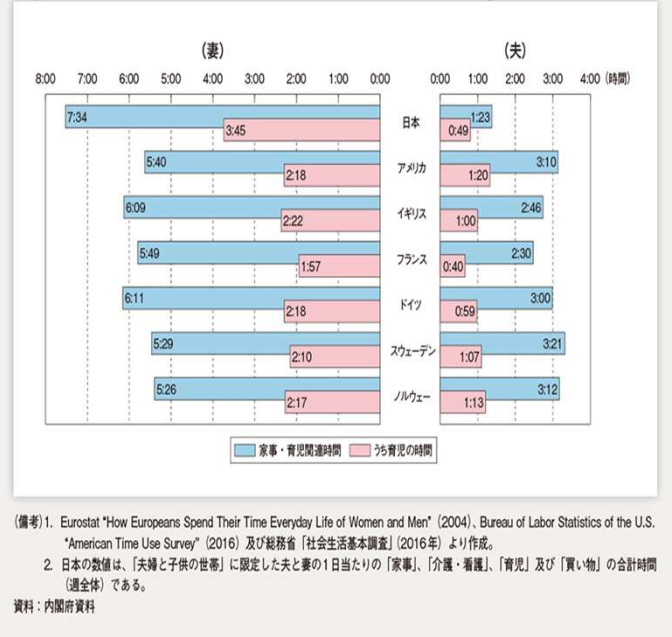 (妻)
(夫)
8:00 7:00 6:00 5:00 4:00 3:00 2:00 1:00 0:00
0:00 1:00 2:00 3:00 4:00 (時間)
7:34 3:45 日本 1:23 0:49
5:40 2:18 アメリカ 3:10 1:20
6:09 2:22 イギリス 2:46 1:00
5:49 1:57 フランス 2:30 0:40
6:11 2:18 ドイツ 3:00 0:59
5:29 2:10 スウェーデン 3:21 1:07
5:26 2:17 ノルウェー 3:12 1:13
家事・育児関連時間 うち育児の時間
(備考)1. Eurostat “How Europeans Spend Their Time Everyday Life of Women and Men”(2004)、Bureau of Labor Statistics of the U.S.
“American Time Use Survey”(2016)及び総務省「社会生活基本調査」(2016年)より作成。
2. 日本の数値は、「夫婦と子供の世帯」に限定した夫と妻の1日当たりの「家事」、「介護・看護」、「育児」及び「買い物」の合計時間
(週全体)である。
資料:内閣府資料